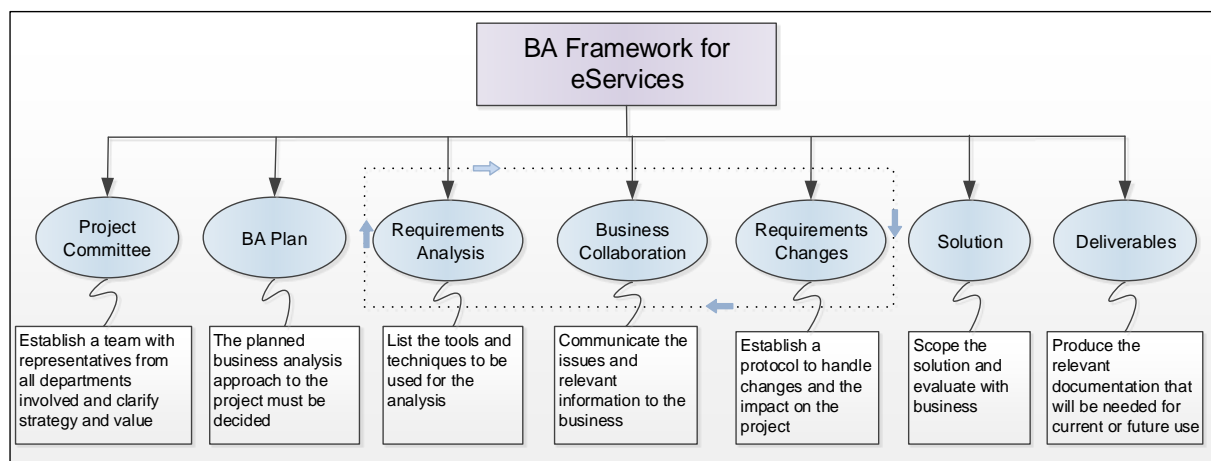 BA Framework for
eServices
Project
Committee
BA Plan
Requirements
Analysis
Business
Collaboration
Requirements
Changes
Solution
Deliverables
Establish a team with
representatives from
all departments
involved and clarify
strategy and value
The planned
business analysis
approach to the
project must be
decided
List the tools and
techniques to be
used for the
analysis
Communicate the
issues and
relevant
information to the
business
Establish a
protocol to handle
changes and the
impact on the
project
Scope the
solution and
evaluate with
business
Produce the
relevant
documentation that
will be needed for
current or future use